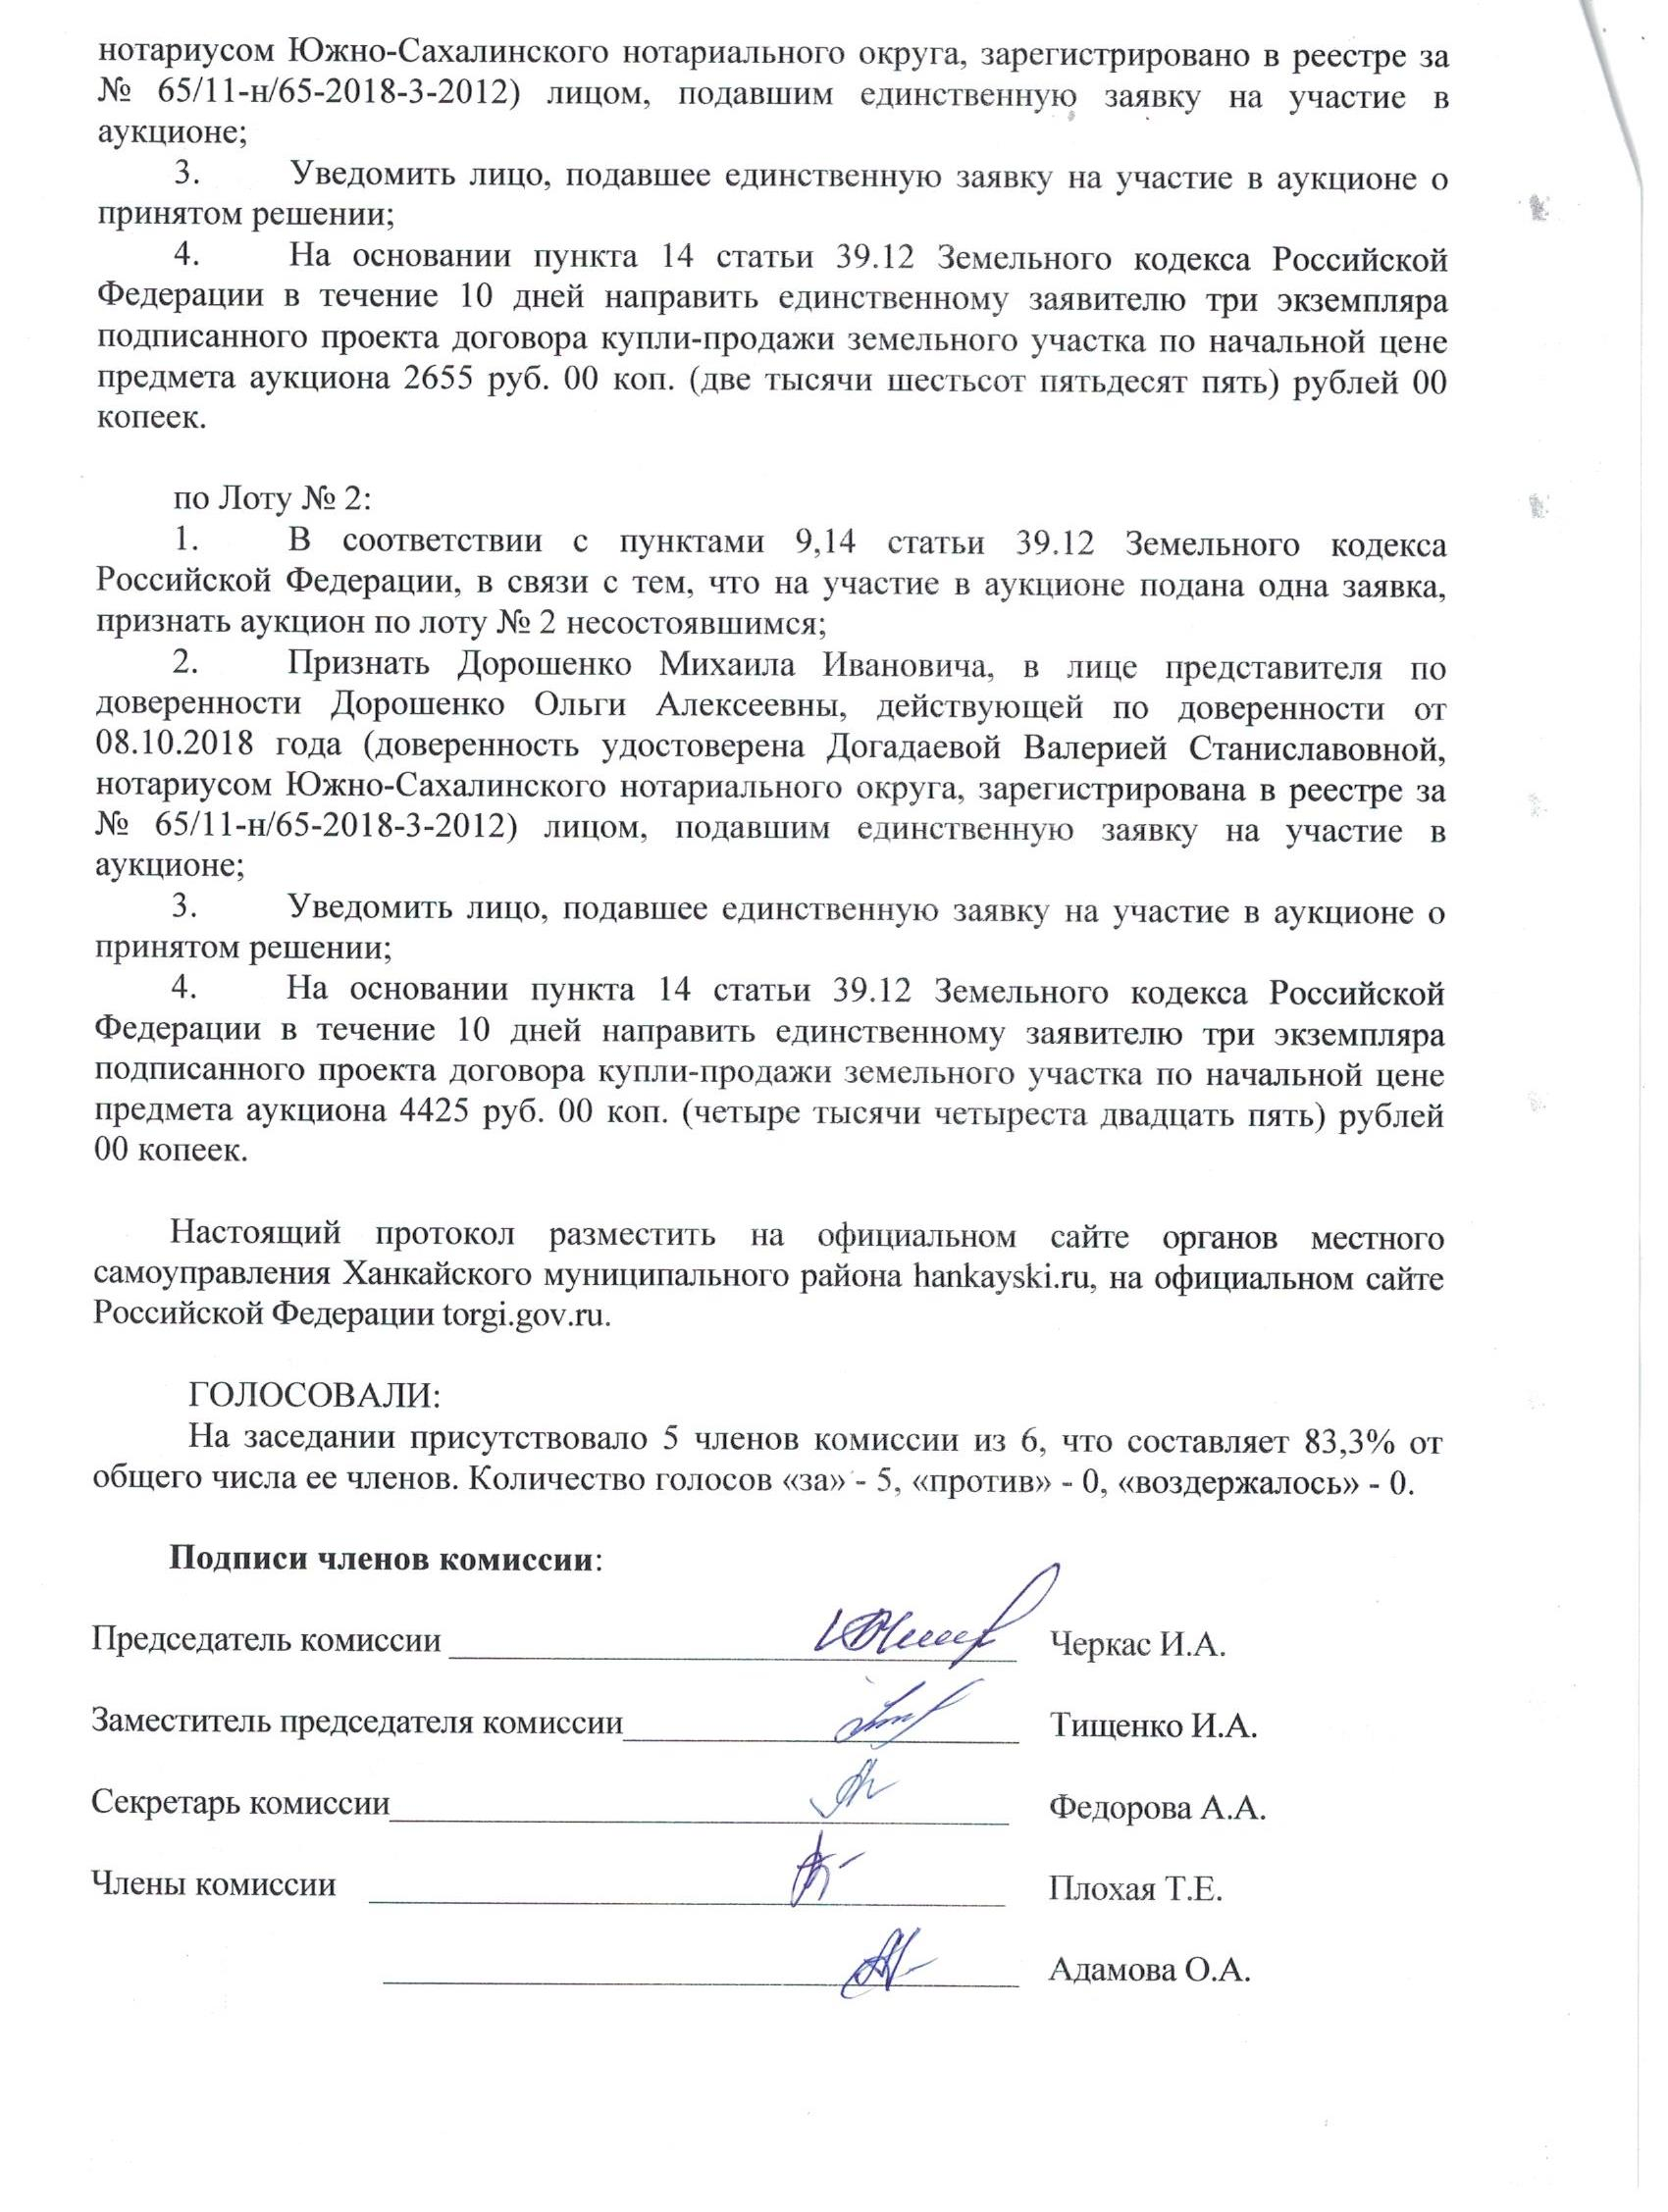 нотариусом Южно-Сахалинского нотариального округа, зарегистрировано в реестре за
№ 65/11-н/65-2018-3-2012) лицом, подавшим единственную заявку на участие в
аукционе;
3. Уведомить лицо, подавшее единственную заявку на участие в аукционе о
принятом решении;
4. На основании пункта 14 статьи 39.12 Земельного кодекса Российской
Федерации в течение 10 дней направить единственному заявителю три экземпляра
подписанного проекта договора купли-продажи земельного участка по начальной цене
предмета аукциона 2655 руб. 00 коп. (две тысячи шестьсот пятьдесят пять) рублей 00
копеек.
по Лоту № 2:
1. В соответствии с пунктами 9,14 статьи 39.12 Земельного кодекса
Российской Федерации, в связи с тем, что на участие в аукционе подана одна заявка,
признать аукцион по лоту № 2 несостоявшимся;
2. Признать Дорошенко Михаила Ивановича, в лице представителя по
доверенности Дорошенко Ольги Алексеевны, действующей по доверенности от
08.10.2018 года (доверенность удостоверена Догадаевой Валерией Станиславовной,
нотариусом Южно-Сахалинского нотариального округа, зарегистрирована в реестре за
№ 65/11-н/65-2018-3-2012) лицом, подавшим единственную заявку на участие в
аукционе;
3. Уведомить лицо, подавшее единственную заявку на участие в аукционе о
принятом решении;
4. На основании пункта 14 статьи 39.12 Земельного кодекса Российской
Федерации в течение 10 дней направить единственному заявителю три экземпляра
подписанного проекта договора купли-продажи земельного участка по начальной цене
предмета аукциона 4425 руб. 00 коп. (четыре тысячи четыреста двадцать пять) рублей
00 копеек.
Настоящий протокол разместить на официальном сайте органов местного
самоуправления Ханкайского муниципального района hankayski.ru, на официальном сайте
Российской Федерации torgi.gov.ru.
ГОЛОСОВАЛИ:
На заседании присутствовало 5 членов комиссии из 6, что составляет 83,3% от
общего числа ее членов. Количество голосов «за» - 5, «против» - 0, «воздержалось» - 0.
Подписи членов комиссии:
Председатель комиссии Черкас И.А.
Заместитель председателя комиссии Тищенко И.А.
Секретарь комиссии Федорова А.А.
Члены комиссии Плохая Т.Е.
Адамова О.А.